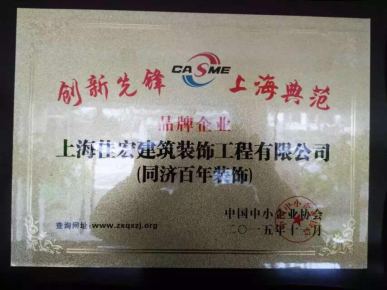 CASME
创新先锋 上海典范
品牌企业
上海仕宏建筑装饰工程有限公司
(同济百年装饰)
中国中小企业协会
查询网址:www.zxqxzj.org
二〇一五年十一月